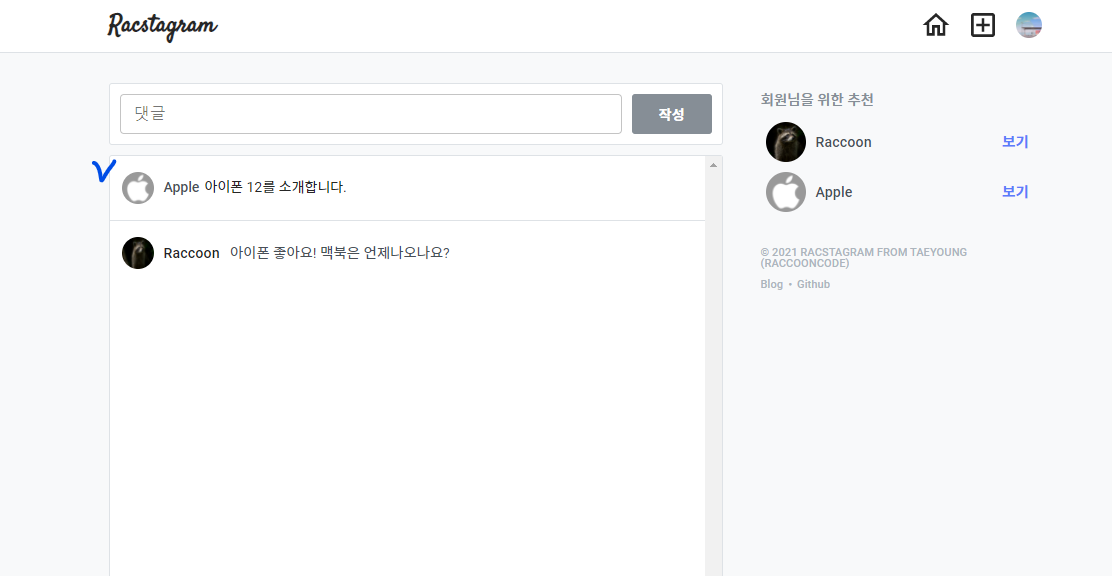 Racstagram
댓글
작성
Apple 아이폰 12를 소개합니다.
Raccoon 아이폰 좋아요! 맥북은 언제나오나요?
회원님을 위한 추천
Raccoon 보기
Apple 보기
© 2021 RACSTAGRAM FROM TAEYOUNG
(RACCOONCODE)
Blog • Github